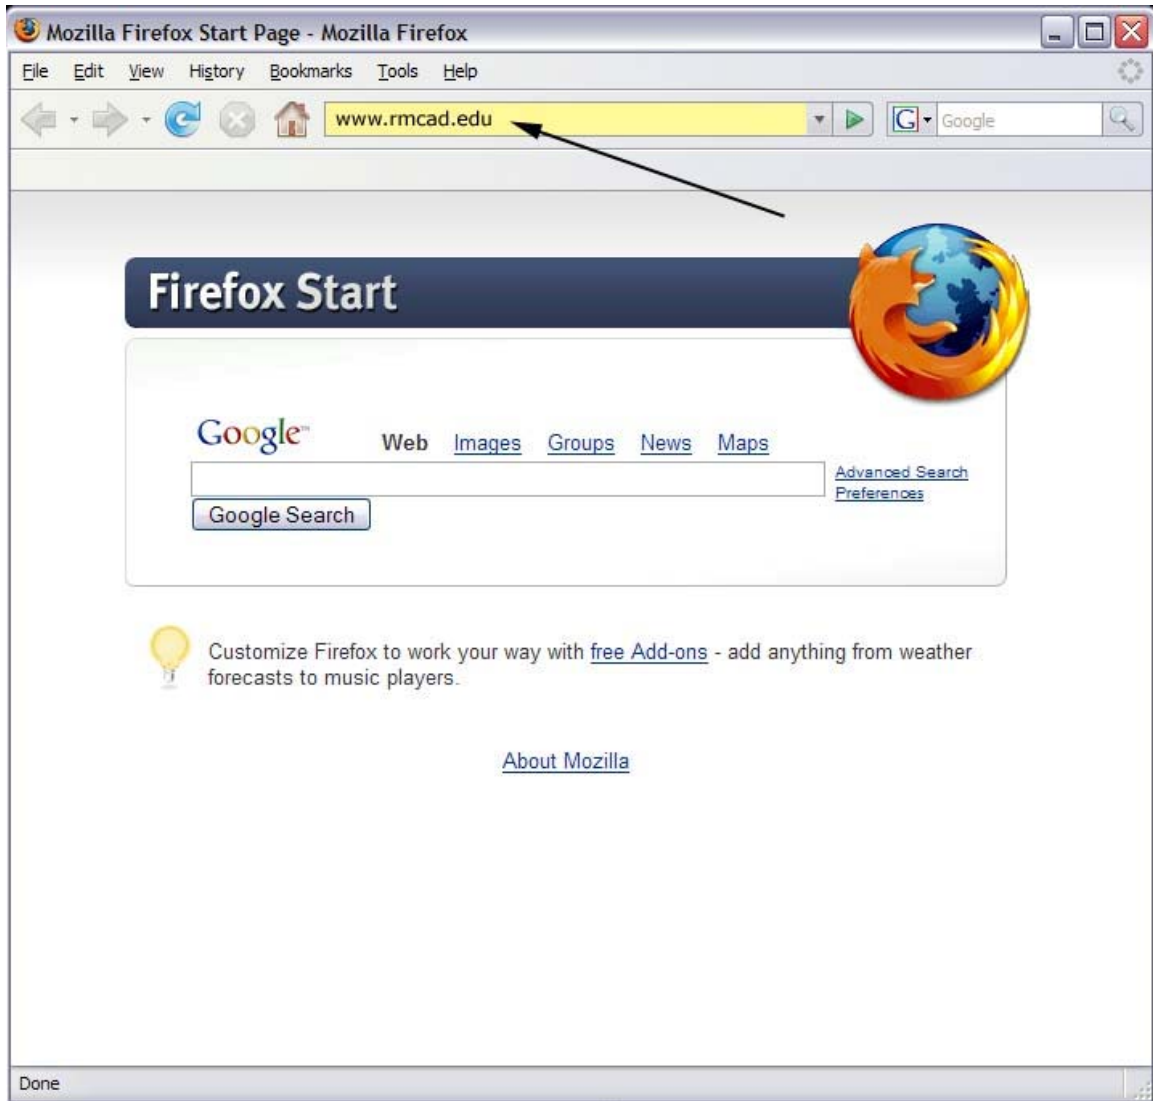 Mozilla Firefox Start Page - Mozilla Firefox
File Edit View History Bookmarks Tools Help
www.rmcad.edu G Google
Firefox Start
Google™ Web Images Groups News Maps
Advanced Search
Preferences
Google Search
Customize Firefox to work your way with free Add-ons - add anything from weather
forecasts to music players.
About Mozilla
Done